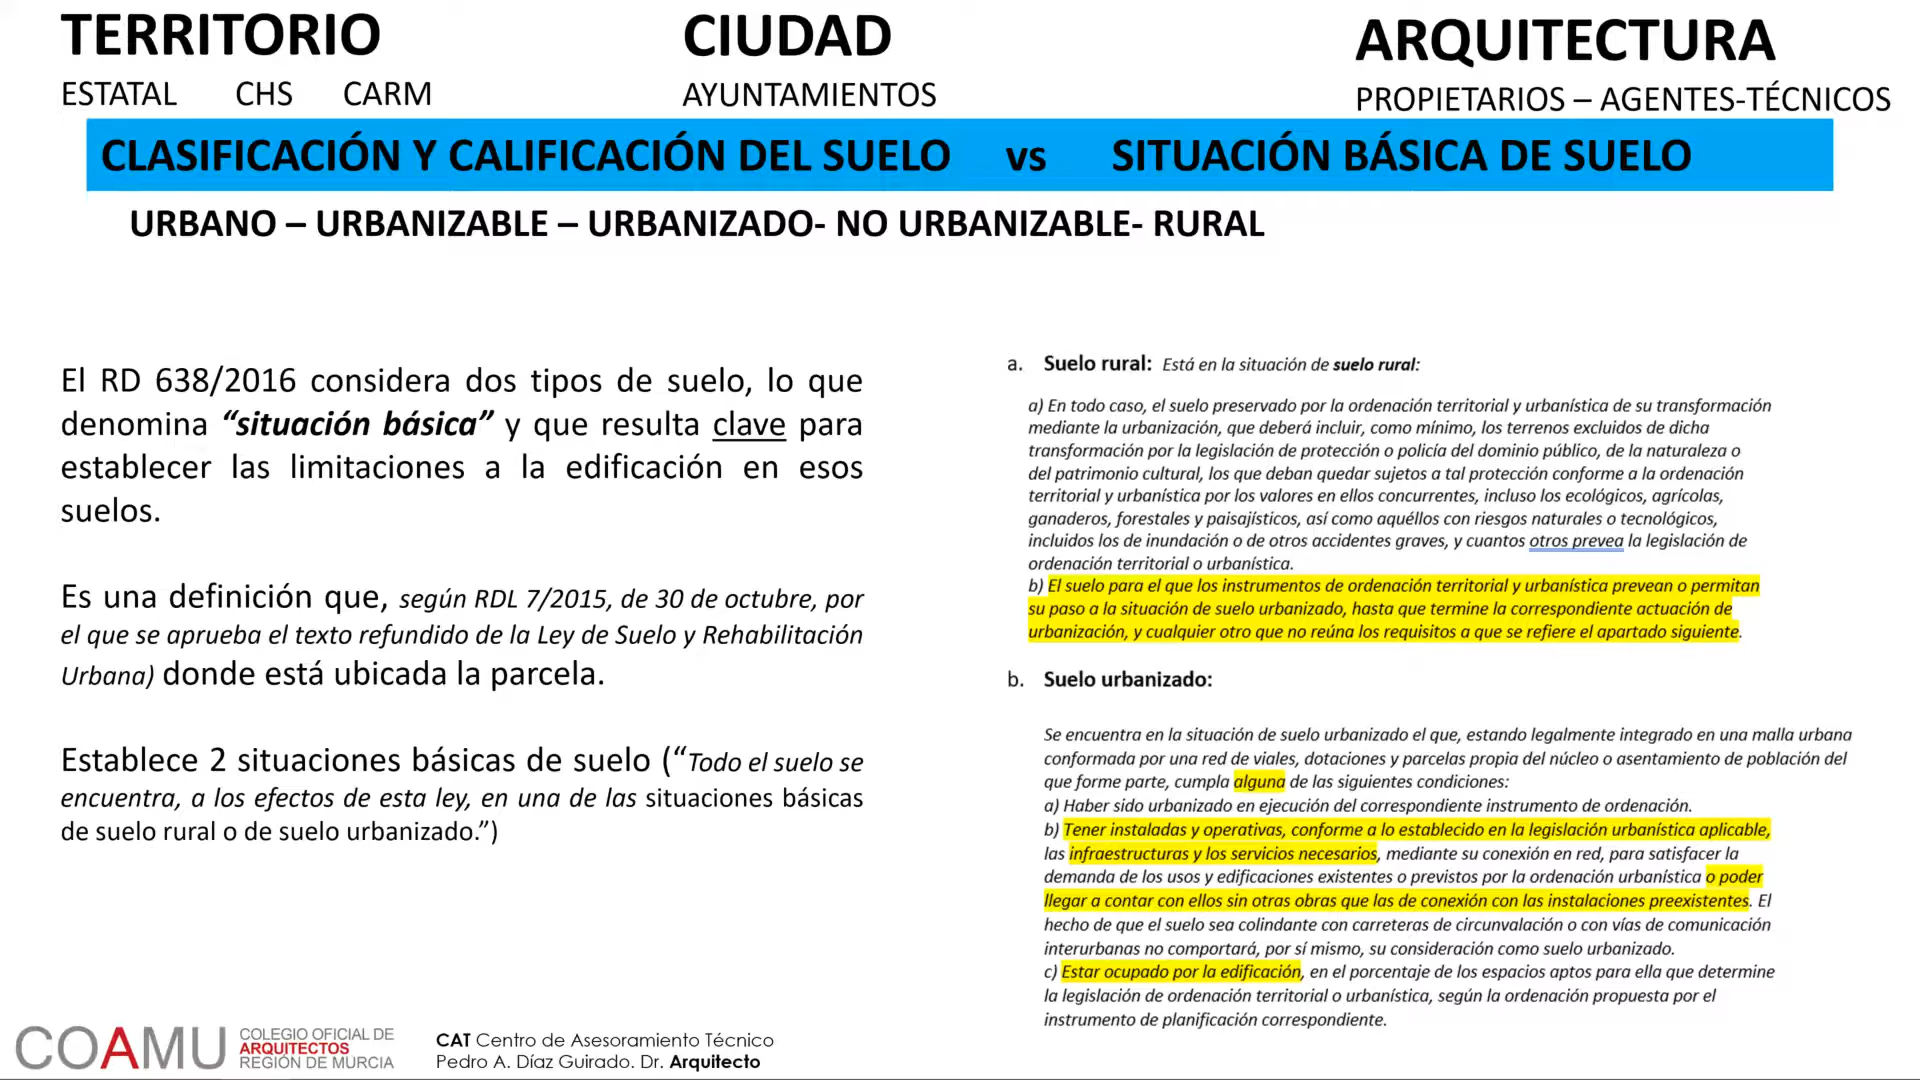 TERRITORIO
ESTATAL CHS CARM
CIUDAD
AYUNTAMIENTOS
ARQUITECTURA
PROPIETARIOS – AGENTES-TÉCNICOS
CLASIFICACIÓN Y CALIFICACIÓN DEL SUELO vs SITUACIÓN BÁSICA DE SUELO
URBANO – URBANIZABLE – URBANIZADO- NO URBANIZABLE- RURAL
El RD 638/2016 considera dos tipos de suelo, lo que
denomina “situación básica” y que resulta clave para
establecer las limitaciones a la edificación en esos
suelos.
Es una definición que, según RDL 7/2015, de 30 de octubre, por
el que se aprueba el texto refundido de la Ley de Suelo y Rehabilitación
Urbana) donde está ubicada la parcela.
Establece 2 situaciones básicas de suelo (“Todo el suelo se
encuentra, a los efectos de esta ley, en una de las situaciones básicas
de suelo rural o de suelo urbanizado.”)
a. Suelo rural: Está en la situación de suelo rural:
a) En todo caso, el suelo preservado por la ordenación territorial y urbanística de su transformación
mediante la urbanización, que deberá incluir, como mínimo, los terrenos excluidos de dicha
transformación por la legislación de protección o policía del dominio público, de la naturaleza o
del patrimonio cultural, los que deban quedar sujetos a tal protección conforme a la ordenación
territorial y urbanística por los valores en ellos concurrentes, incluso los ecológicos, agrícolas,
ganaderos, forestales y paisajísticos, así como aquéllos con riesgos naturales o tecnológicos,
incluidos los de inundación o de otros accidentes graves, y cuantos otros prevea la legislación de
ordenación territorial o urbanística.
b) El suelo para el que los instrumentos de ordenación territorial y urbanística prevean o permitan
su paso a la situación de suelo urbanizado, hasta que termine la correspondiente actuación de
urbanización, y cualquier otro que no reúna los requisitos a que se refiere el apartado siguiente.
b. Suelo urbanizado:
Se encuentra en la situación de suelo urbanizado el que, estando legalmente integrado en una malla urbana
conformada por una red de viales, dotaciones y parcelas propia del núcleo o asentamiento de población del
que forme parte, cumpla alguna de las siguientes condiciones:
a) Haber sido urbanizado en ejecución del correspondiente instrumento de ordenación.
b) Tener instaladas y operativas, conforme a lo establecido en la legislación urbanística aplicable,
las infraestructuras y los servicios necesarios, mediante su conexión en red, para satisfacer la
demanda de los usos y edificaciones existentes o previstos por la ordenación urbanística o poder
llegar a contar con ellos sin otras obras que las de conexión con las instalaciones preexistentes. El
hecho de que el suelo sea colindante con carreteras de circunvalación o con vías de comunicación
interurbanas no comportará, por sí mismo, su consideración como suelo urbanizado.
c) Estar ocupado por la edificación, en el porcentaje de los espacios aptos para ella que determine
la legislación de ordenación territorial o urbanística, según la ordenación propuesta por el
instrumento de planificación correspondiente.
COAMU
COLEGIO OFICIAL DE
ARQUITECTOS
REGIÓN DE MURCIA
CAT Centro de Asesoramiento Técnico
Pedro A. Díaz Guirado. Dr. Arquitecto